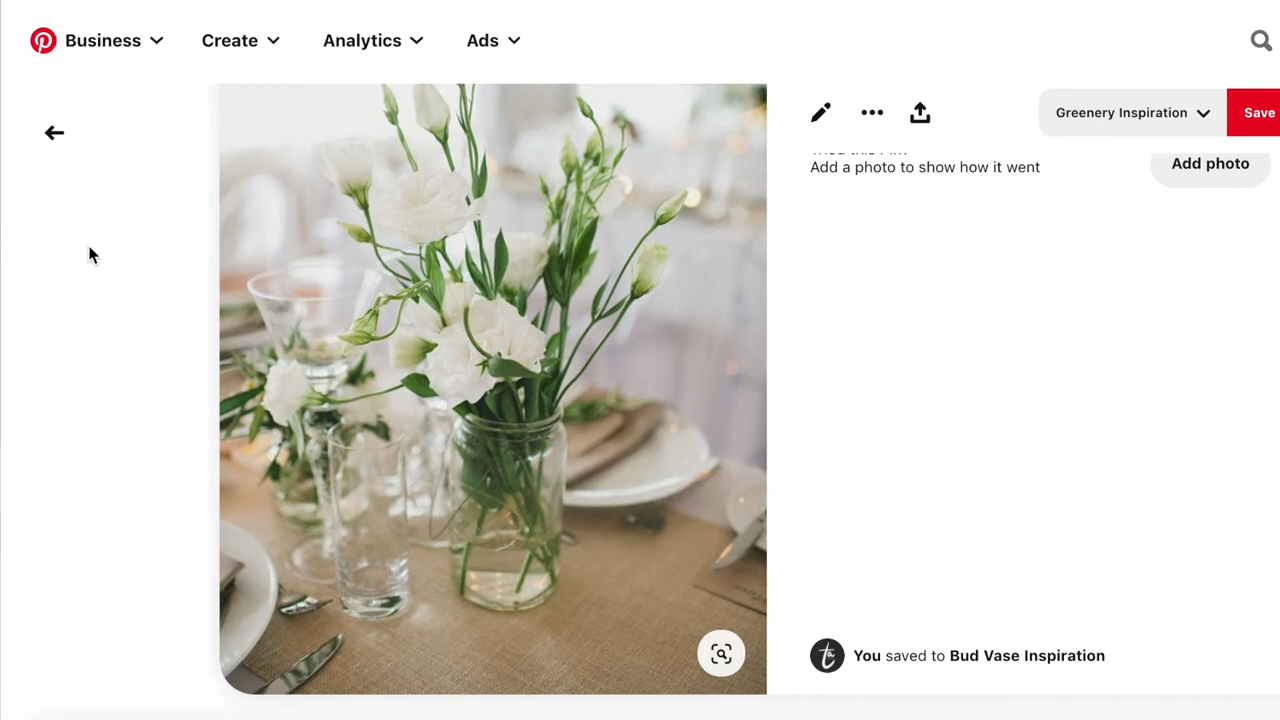 Business
Create
Analytics
Ads
Greenery Inspiration
Save
Add a photo to show how it went
Add photo
You saved to Bud Vase Inspiration